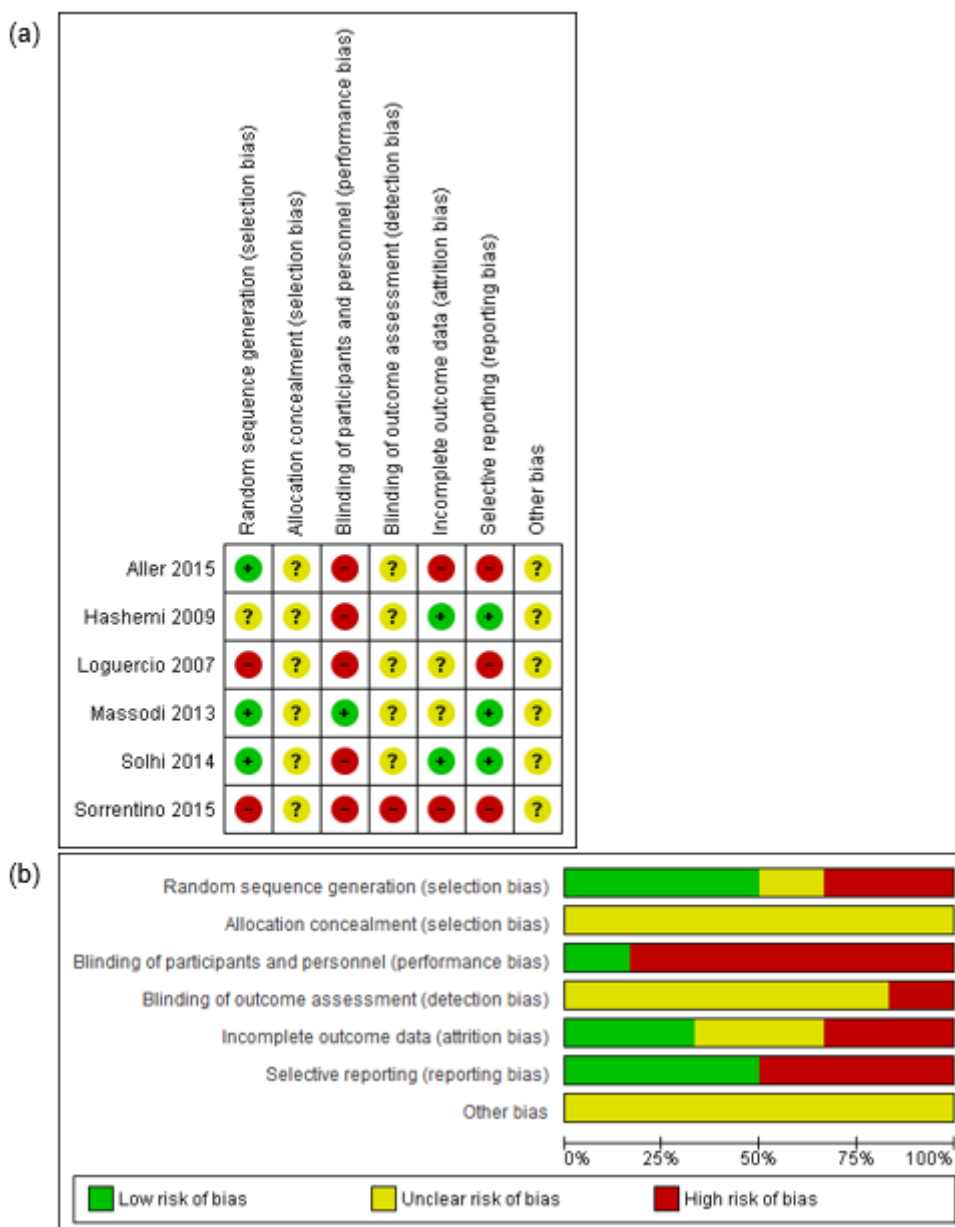 (a)
Random sequence generation (selection bias)
Allocation concealment (selection bias)
Blinding of participants and personnel (performance bias)
Blinding of outcome assessment (detection bias)
Incomplete outcome data (attrition bias)
Selective reporting (reporting bias)
Other bias
Aller 2015 + ? - ? - - ?
Hashemi 2009 ? ? - ? + + ?
Loguercio 2007 - ? - ? ? - ?
Massodi 2013 + ? + ? ? + ?
Solhi 2014 + ? - ? + + ?
Sorrentino 2015 - ? - - - - ?
(b)
Random sequence generation (selection bias)
Allocation concealment (selection bias)
Blinding of participants and personnel (performance bias)
Blinding of outcome assessment (detection bias)
Incomplete outcome data (attrition bias)
Selective reporting (reporting bias)
Other bias
0% 25% 50% 75% 100%
Low risk of bias Unclear risk of bias High risk of bias